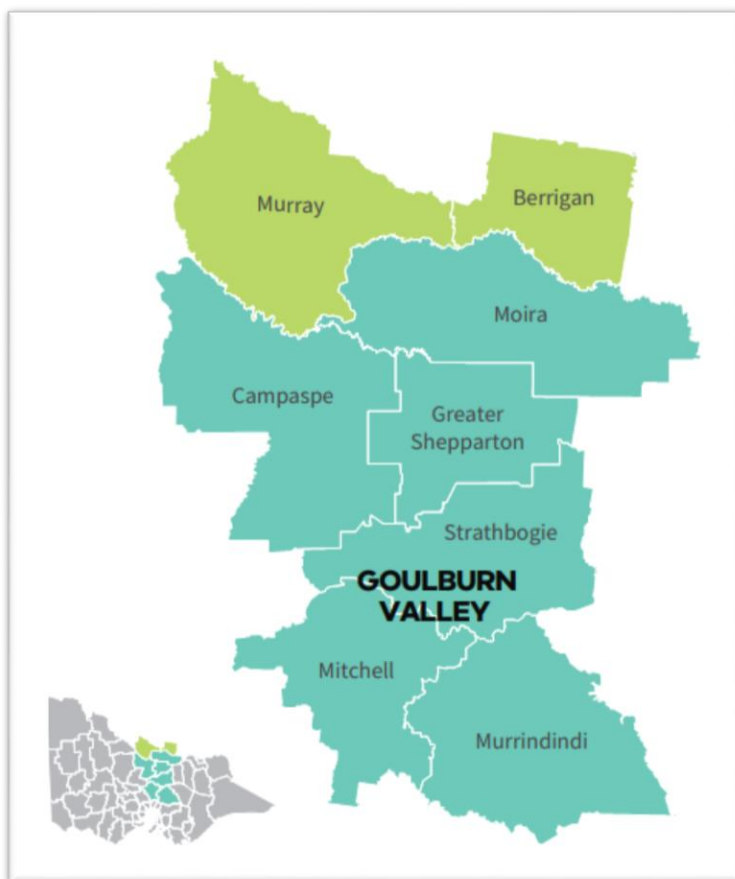 Murray
Berrigan
Moira
Campaspe
Greater
Shepparton
Strathbogie
GOULBURN
VALLEY
Mitchell
Murrindindi